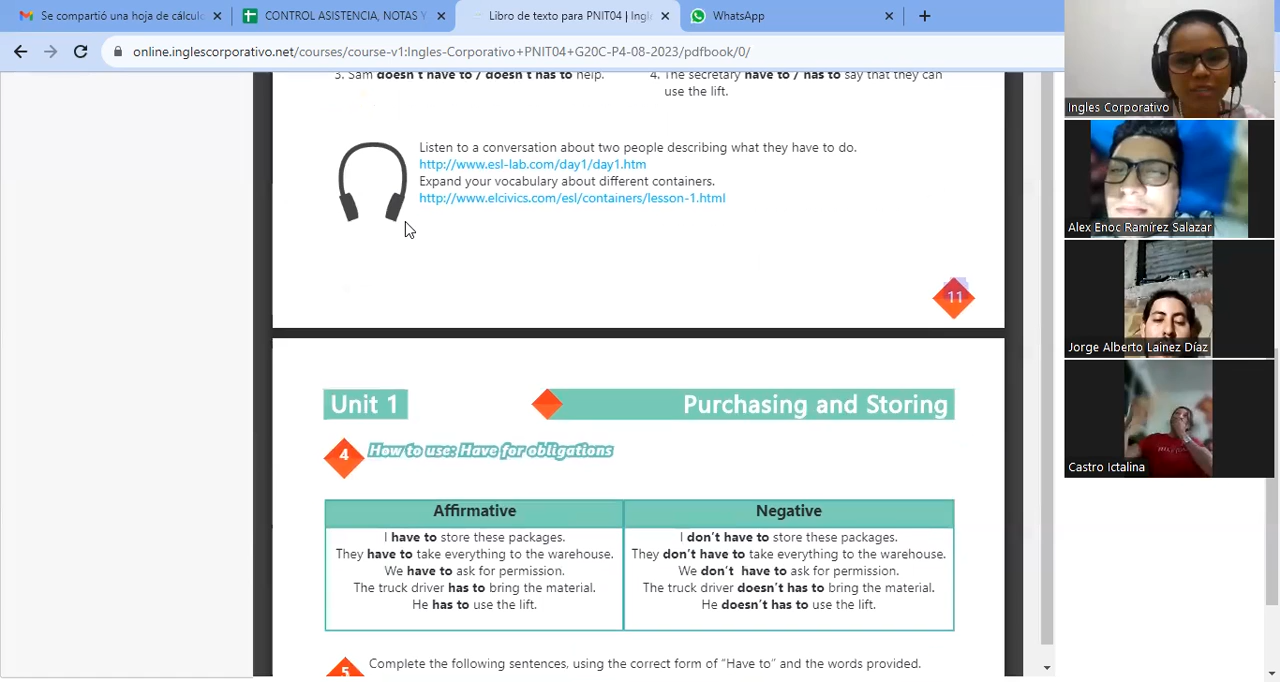 Se compartió una hoja de cálcul
CONTROL ASISTENCIA, NOTAS Y
Libro de texto para PNIT04 | Ingl
WhatsApp
online.inglescorporativo.net/courses/course-v1:Ingles-Corporativo+PNIT04+G20C-P4-08-2023/pdfbook/0/
3. Sam doesn't have to / doesn't has to help.
4. The secretary have to / has to say that they can
use the lift.
Listen to a conversation about two people describing what they have to do.
http://www.esl-lab.com/day1/day1.htm
Expand your vocabulary about different containers.
http://www.elcivics.com/esl/containers/lesson-1.html
11
Unit 1
Purchasing and Storing
4
How to use: Have for obligations
Affirmative
Negative
I have to store these packages.
I don't have to store these packages.
They have to take everything to the warehouse.
They don't have to take everything to the warehouse.
We have to ask for permission.
We don't have to ask for permission.
The truck driver has to bring the material.
The truck driver doesn't has to bring the material.
He has to use the lift.
He doesn't has to use the lift.
5
Complete the following sentences, using the correct form of "Have to" and the words provided.
Ingles Corporativo
Alex Enoc Ramírez Salazar
Jorge Alberto Laínez Díaz
Castro Ictalina